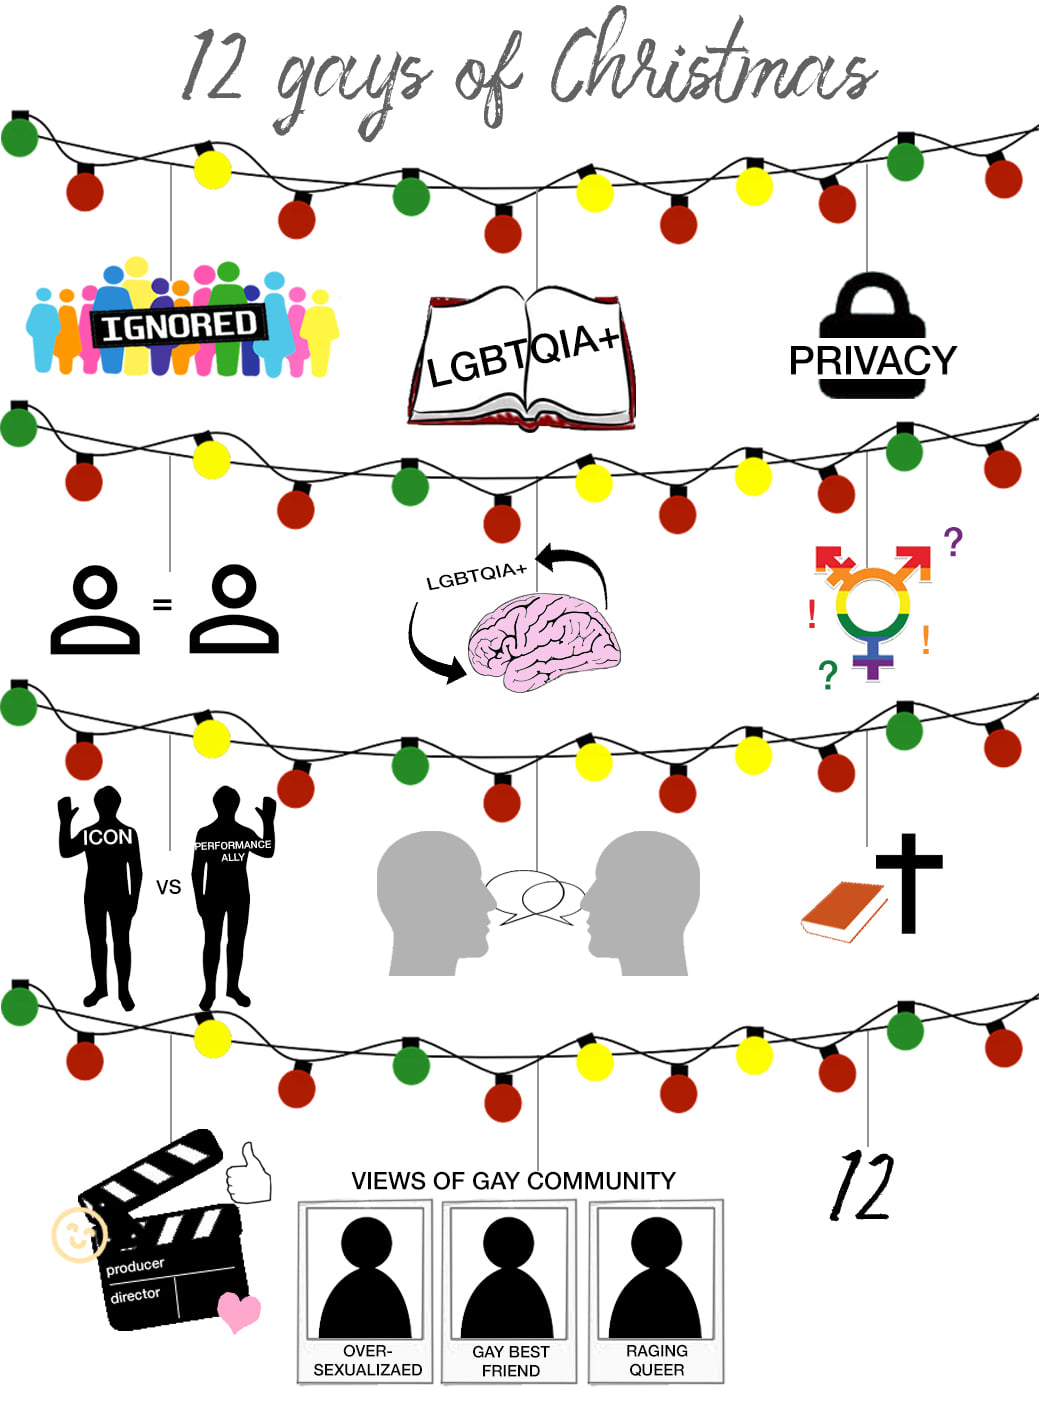 12 gays of Christmas
IGNORED
LGBTQIA+
PRIVACY
=
LGBTQIA+
?
!
!
?
ICON
VS
PERFORMANCE
ALLY
producer
director
12
VIEWS OF GAY COMMUNITY
OVER-
SEXUALIZAED
GAY BEST
FRIEND
RAGING
QUEER